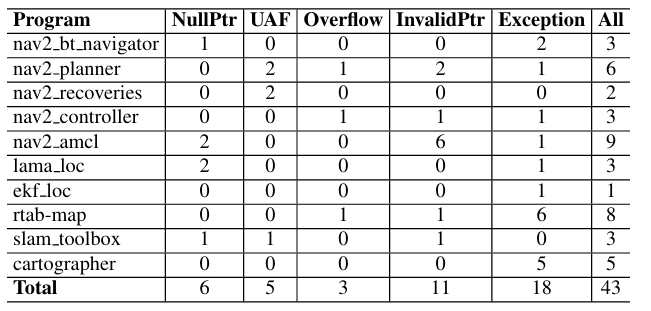 Program NullPtr UAF Overflow InvalidPtr Exception All
nav2_bt_navigator 1 0 0 0 2 3
nav2_planner 0 2 1 2 1 6
nav2_recoveries 0 2 0 0 0 2
nav2_controller 0 0 1 1 1 3
nav2_amcl 2 0 0 6 1 9
lama_loc 2 0 0 0 1 3
ekf_loc 0 0 0 0 1 1
rtab-map 0 0 1 1 6 8
slam_toolbox 1 1 0 1 0 3
cartographer 0 0 0 0 5 5
Total 6 5 3 11 18 43